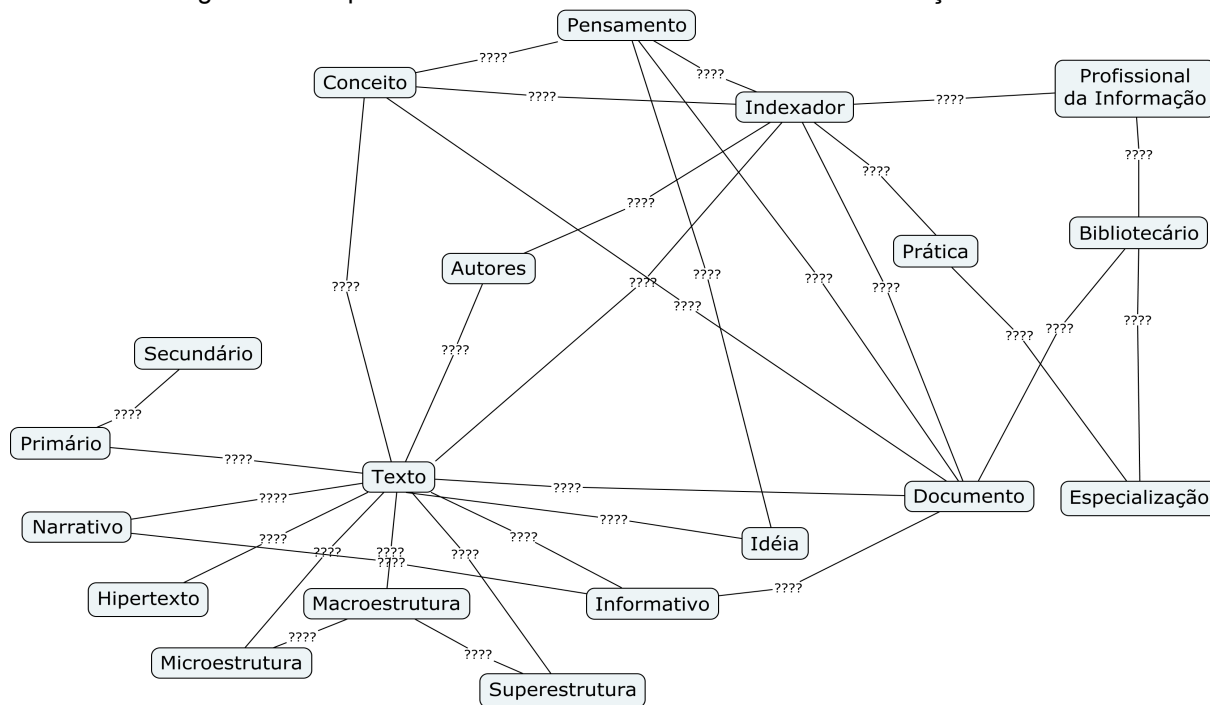 Pensamento
????
Conceito
????
????
Indexador
????
Profissional
da Informação
????
????
Bibliotecário
????
Prática
Autores
????
????
????
????
????
????
????
????
????
????
Secundário
????
Primário
????
Texto
????
Documento
Especialização
????
Narrativo
????
????
????
????
????
????
????
Idéia
????
Hipertexto
Macroestrutura
Informativo
????
????
Microestrutura
????
Superestrutura